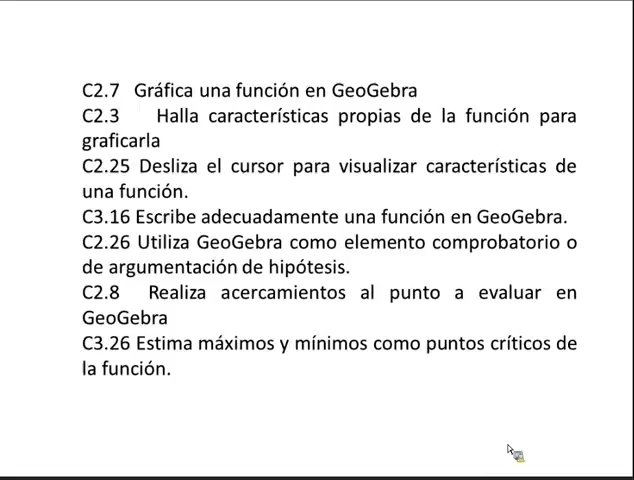 C2.7 Gráfica una función en GeoGebra
C2.3 Halla características propias de la función para
graficarla
C2.25 Desliza el cursor para visualizar características de
una función.
C3.16 Escribe adecuadamente una función en GeoGebra.
C2.26 Utiliza GeoGebra como elemento comprobatorio o
de argumentación de hipótesis.
C2.8 Realiza acercamientos al punto a evaluar en
GeoGebra
C3.26 Estima máximos y mínimos como puntos críticos de
la función.